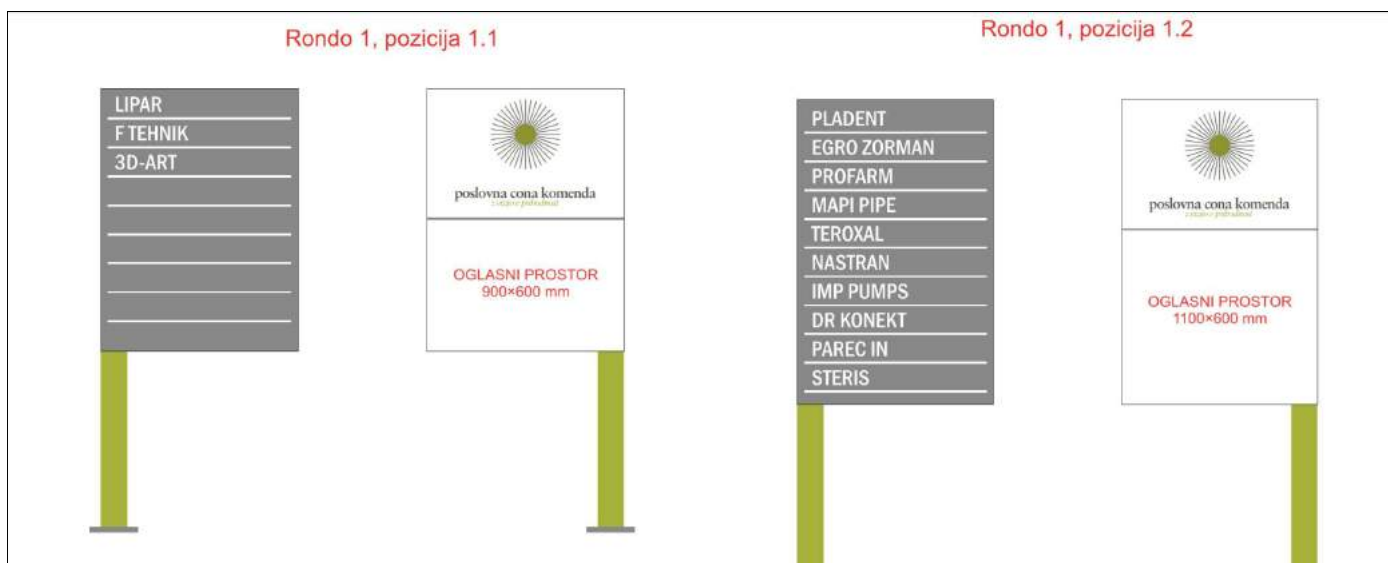 Rondo 1, pozicija 1.1
LIPAR
F TEHNIK
3D-ART
poslovna cona komenda
OGLASNI PROSTOR
900×600 mm
Rondo 1, pozicija 1.2
PLADENT
EGRO ZORMAN
PROFARM
MAPI PIPE
TEROXAL
NASTRAN
IMP PUMPS
DR KONEKT
PAREC IN
STERIS
poslovna cona komenda
OGLASNI PROSTOR
1100×600 mm